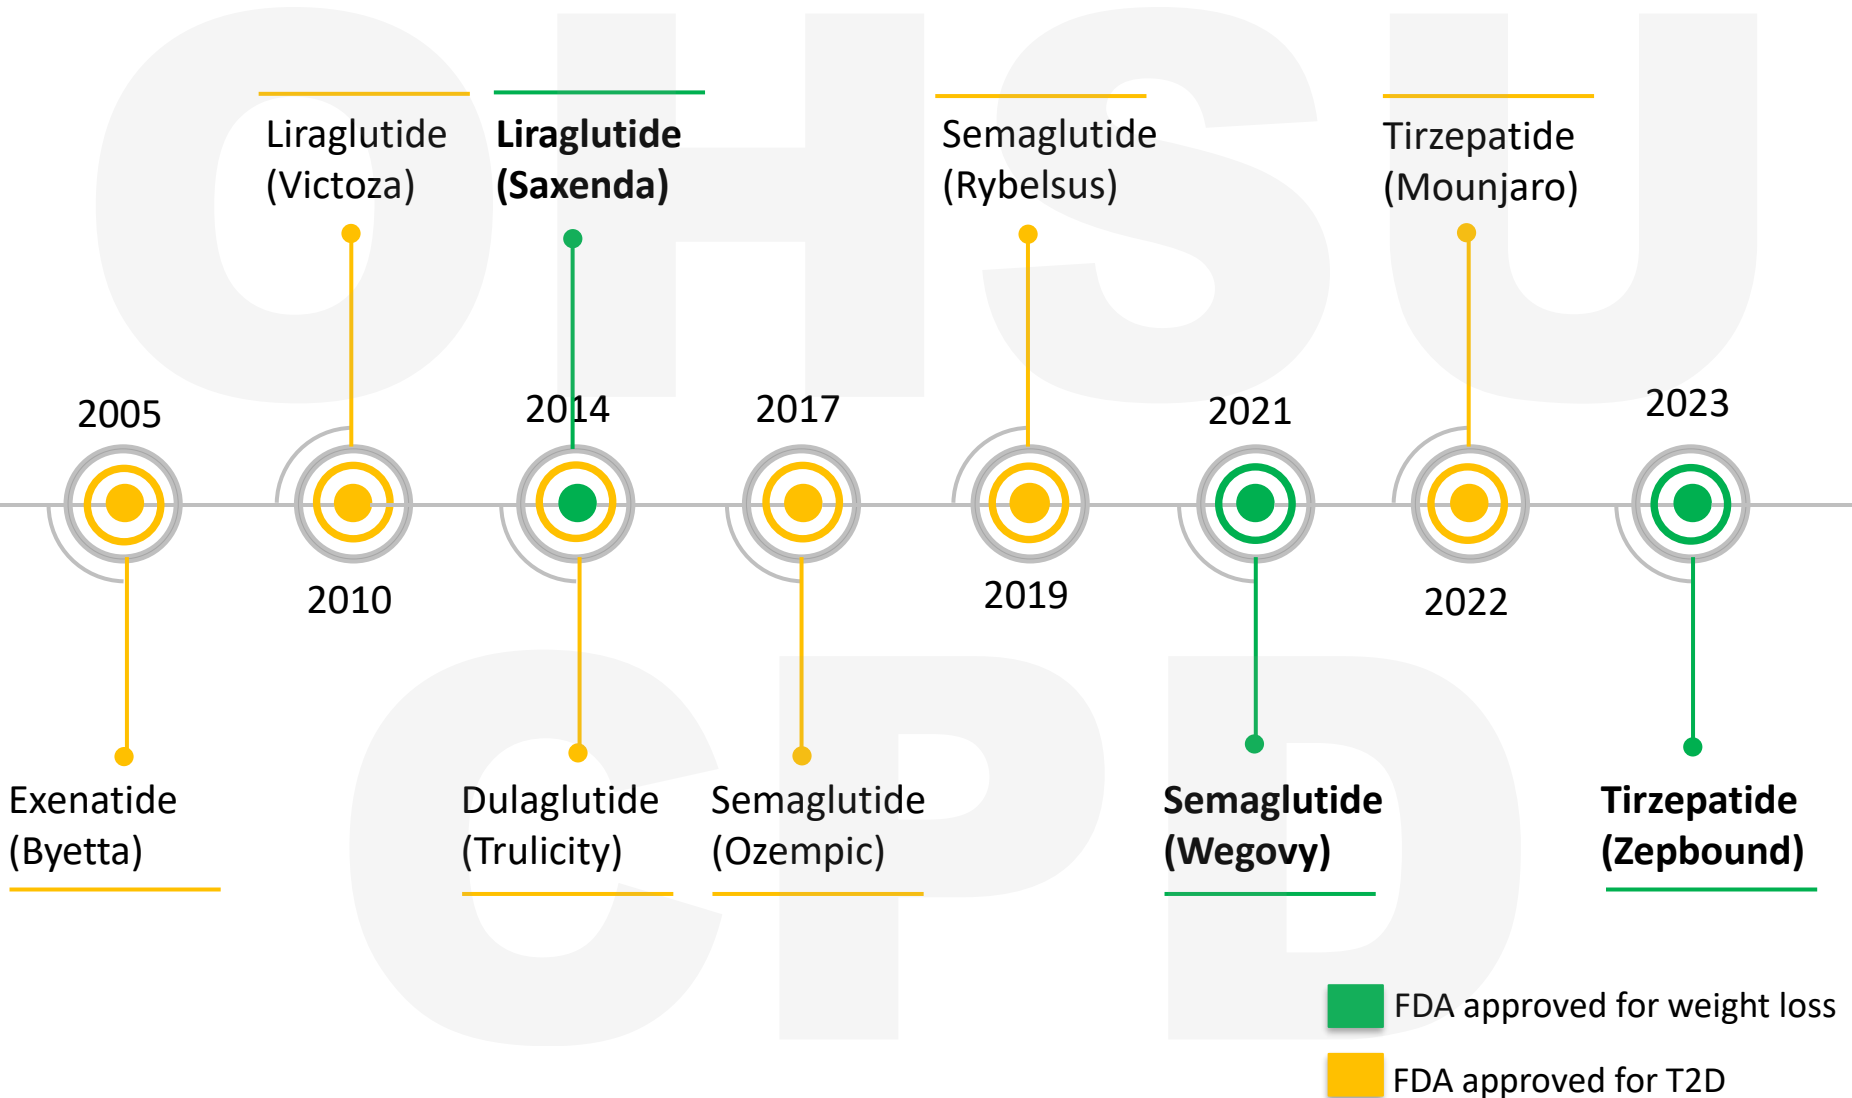 OHSU
Liraglutide
(Victoza)
Liraglutide
(Saxenda)
Semaglutide
(Rybelsus)
Tirzepatide
(Mounjaro)
2005
2014
2017
2021
2023
2010
2019
2022
Exenatide
(Byetta)
Dulaglutide
(Trulicity)
Semaglutide
(Ozempic)
Semaglutide
(Wegovy)
Tirzepatide
(Zepbound)
CPD
FDA approved for weight loss
FDA approved for T2D